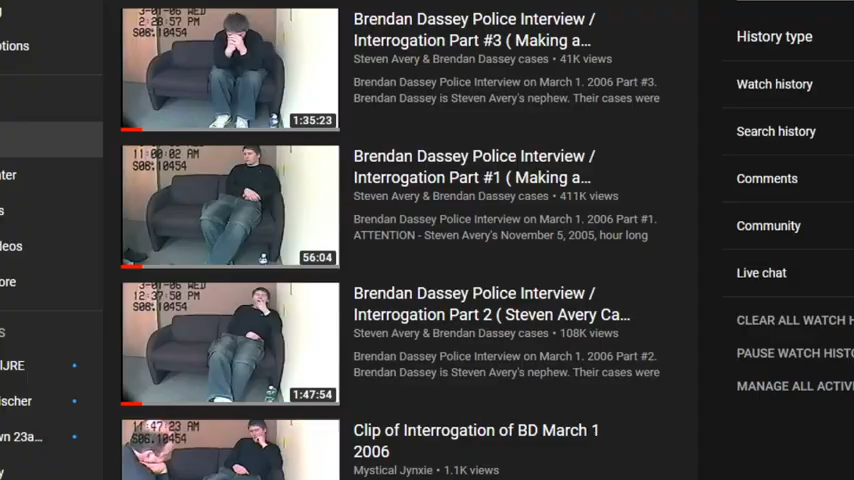 ptions
ter
s
deos
ore
S
IJRE
lscher
wn 23a...
y
3-01-06 WED
2:28:57 PM
S06.10454
1:35:23
Brendan Dassey Police Interview /
Interrogation Part #3 ( Making a...
Steven Avery & Brendan Dassey cases • 41K views
Brendan Dassey Police Interview on March 1. 2006 Part #3.
Brendan Dassey is Steven Avery's nephew. Their cases were
11:00:02 AM
S06.10454
56:04
Brendan Dassey Police Interview /
Interrogation Part #1 ( Making a...
Steven Avery & Brendan Dassey cases • 411K views
Brendan Dassey Police Interview on March 1. 2006 Part #1.
ATTENTION - Steven Avery's November 5, 2005, hour long
3-01-06 WED
12:37:50 PM
S06.10454
1:47:54
Brendan Dassey Police Interview /
Interrogation Part 2 ( Steven Avery Ca...
Steven Avery & Brendan Dassey cases • 108K views
Brendan Dassey Police Interview on March 1. 2006 Part #2.
Brendan Dassey is Steven Avery's nephew. Their cases were
11:47:23 AM
S06.10454
Clip of Interrogation of BD March 1
2006
Mystical Jynxie • 1.1K views
History type
Watch history
Search history
Comments
Community
Live chat
CLEAR ALL WATCH H
PAUSE WATCH HISTO
MANAGE ALL ACTIV